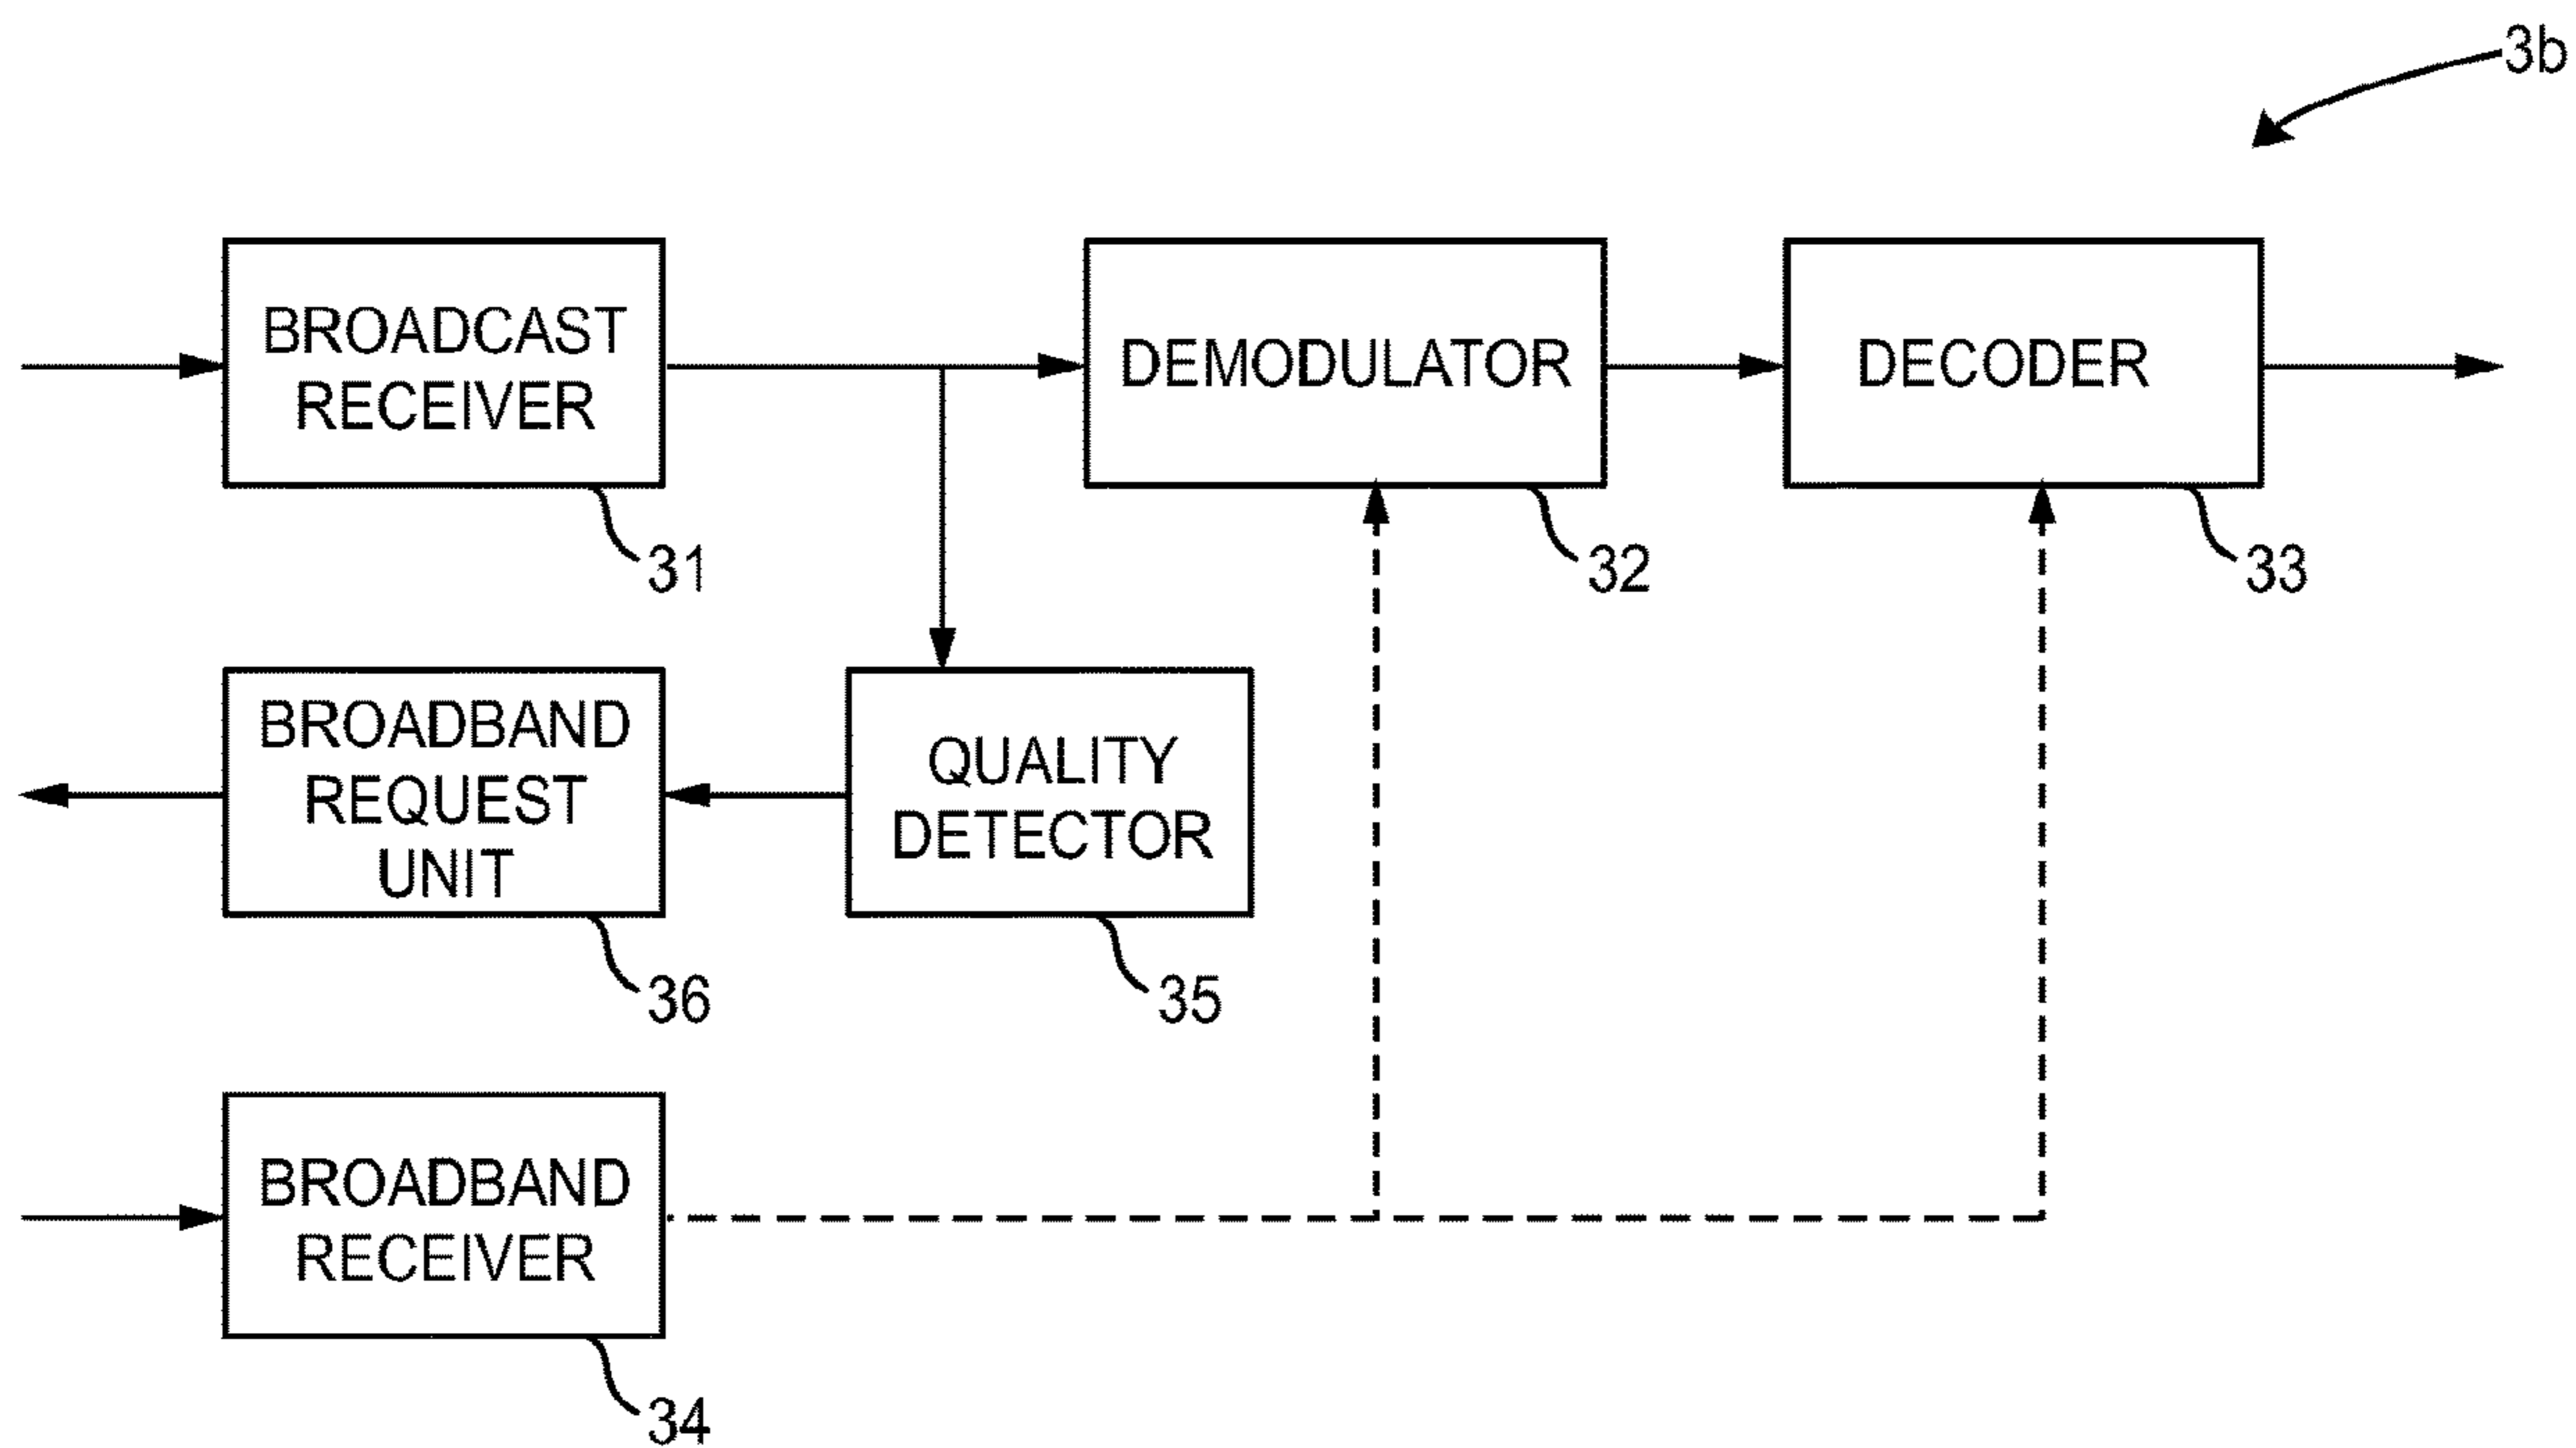 3b
BROADCAST
RECEIVER
DEMODULATOR
DECODER
31
32
33
BROADBAND
REQUEST
UNIT
QUALITY
DETECTOR
36
35
BROADBAND
RECEIVER
34